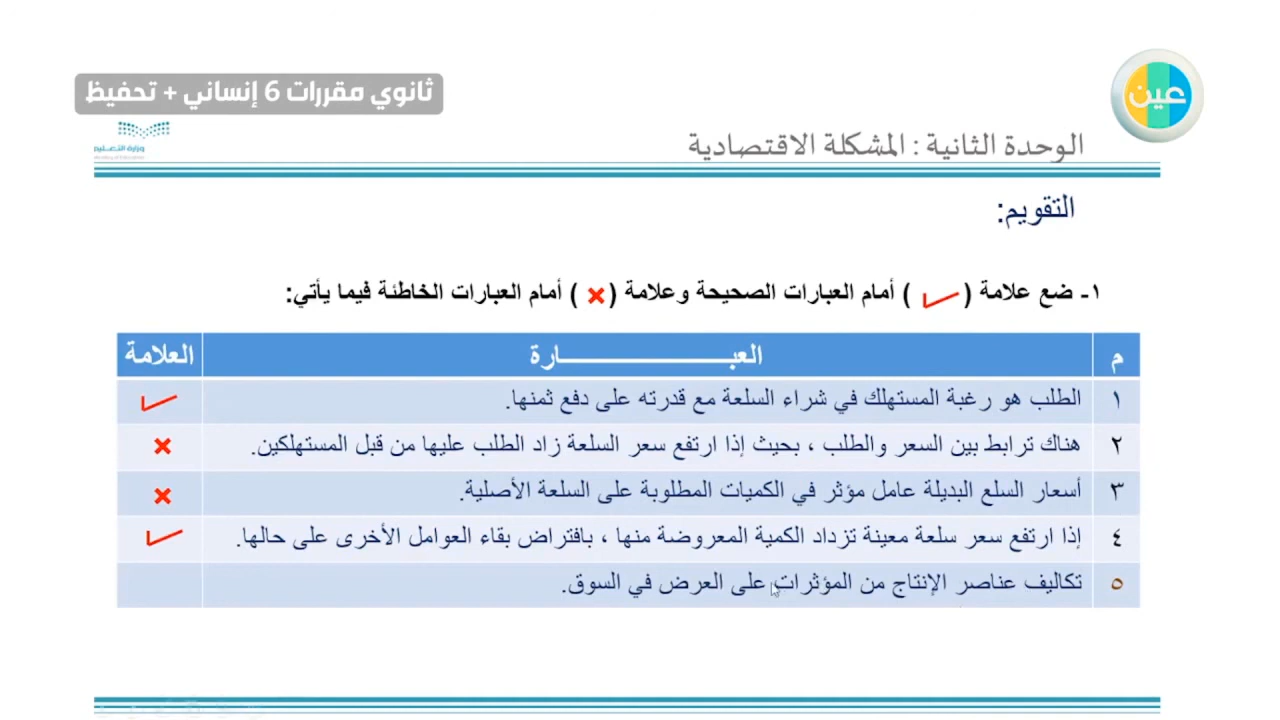 ثانوي مقررات 6 إنساني + تحفيظ
عين
وزارة التعليم
الوحدة الثانية : المشكلة الاقتصادية
التقويم:
١- ضع علامة (✓) أمام العبارات الصحيحة وعلامة (×) أمام العبارات الخاطئة فيما يأتي:
م العبـــــــــــــــــارة العلامة
١ الطلب هو رغبة المستهلك في شراء السلعة مع قدرته على دفع ثمنها. ✓
٢ هناك ترابط بين السعر والطلب ، بحيث إذا ارتفع سعر السلعة زاد الطلب عليها من قبل المستهلكين. ×
٣ أسعار السلع البديلة عامل مؤثر في الكميات المطلوبة على السلعة الأصلية. ×
٤ إذا ارتفع سعر سلعة معينة تزداد الكمية المعروضة منها ، بافتراض بقاء العوامل الأخرى على حالها. ✓
٥ تكاليف عناصر الإنتاج من المؤثرات على العرض في السوق.